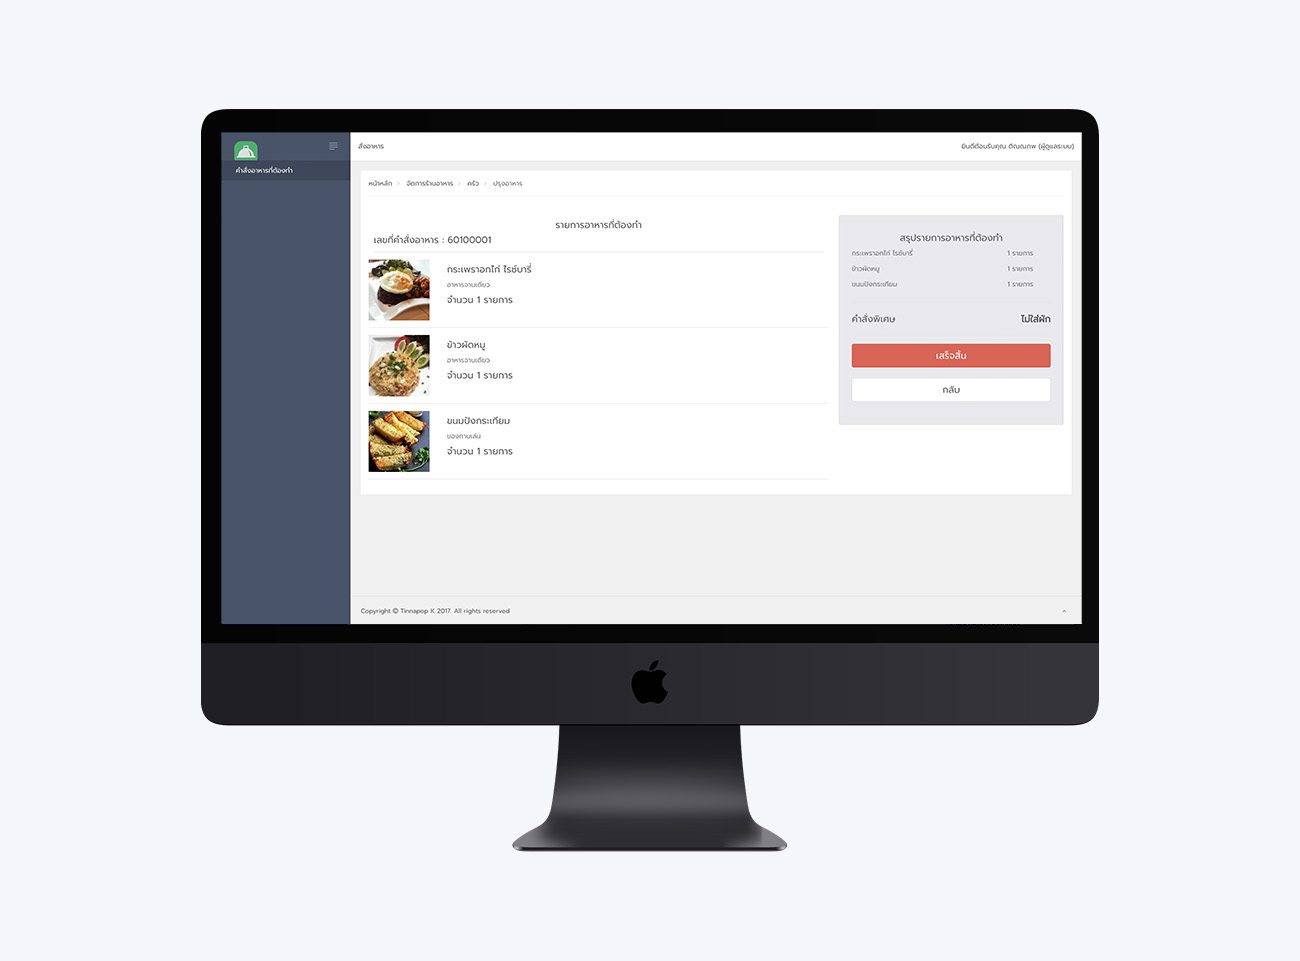 คำสั่งอาหารที่ต้องทำ
สั่งอาหาร
ยินดีต้อนรับคุณ ติณณภพ (ผู้ดูแลระบบ)
หน้าหลัก > จัดการร้านอาหาร > ครัว > ปรุงอาหาร
รายการอาหารที่ต้องทำ
เลขที่คำสั่งอาหาร : 60100001
กระเพราอกไก่ ไรซ์บารี่
อาหารจานเดียว
จำนวน 1 รายการ
ข้าวผัดหมู
อาหารจานเดียว
จำนวน 1 รายการ
ขนมปังกระเทียม
ของทานเล่น
จำนวน 1 รายการ
สรุปรายการอาหารที่ต้องทำ
กระเพราอกไก่ ไรซ์บารี่ 1 รายการ
ข้าวผัดหมู 1 รายการ
ขนมปังกระเทียม 1 รายการ
คำสั่งพิเศษ ไม่ใส่ผัก
เสร็จสิ้น
กลับ
Copyright © Tinnapop K 2017. All rights reserved